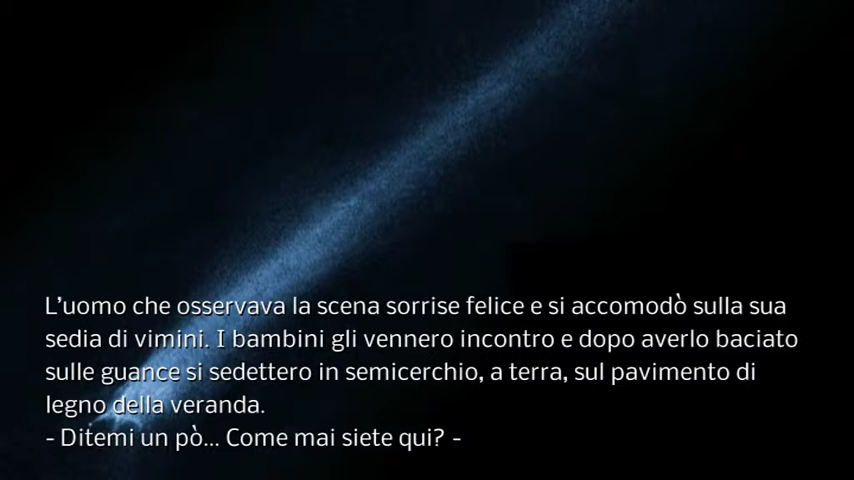 L’uomo che osservava la scena sorrise felice e si accomodò sulla sua
sedia di vimini. I bambini gli vennero incontro e dopo averlo baciato
sulle guance si sedettero in semicerchio, a terra, sul pavimento di
legno della veranda.
- Ditemi un pò... Come mai siete qui? -